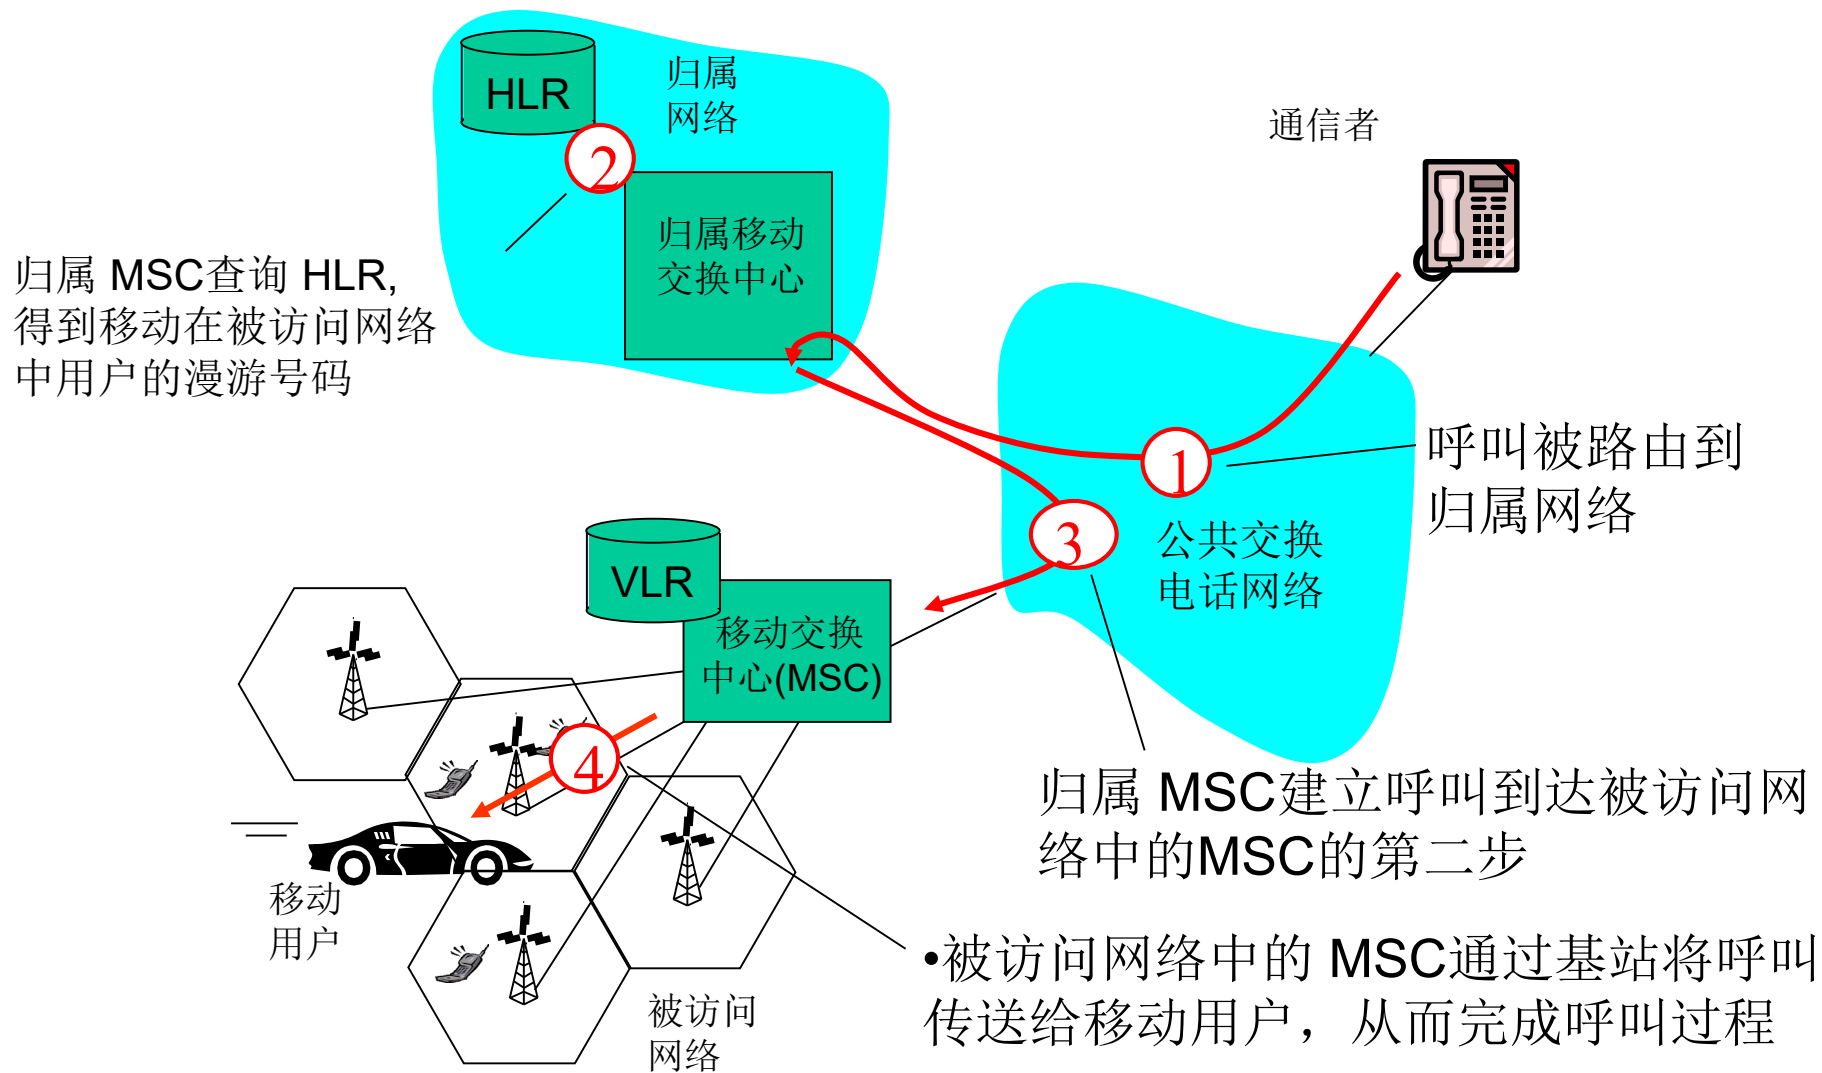 HLR
归属
网络
通信者
2
归属移动
交换中心
归属 MSC查询 HLR,
得到移动在被访问网络
中用户的漫游号码
1
呼叫被路由到
归属网络
3
公共交换
电话网络
VLR
移动交换
中心(MSC)
4
归属 MSC建立呼叫到达被访问网
络中的MSC的第二步
移动
用户
•被访问网络中的 MSC通过基站将呼叫
传送给移动用户，从而完成呼叫过程
被访问
网络